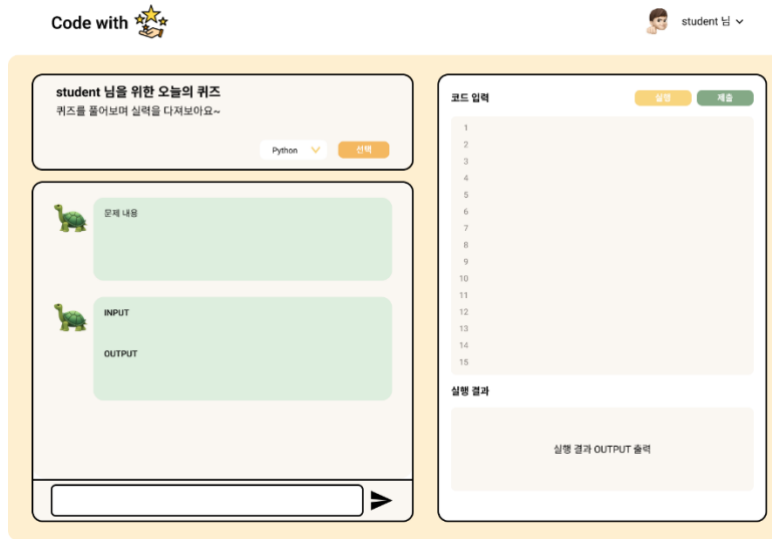 Code with
student 님
student 님을 위한 오늘의 퀴즈
퀴즈를 풀어보며 실력을 다져보아요~
Python
선택
문제 내용
INPUT
OUTPUT
코드 입력
실행
제출
1
2
3
4
5
6
7
8
9
10
11
12
13
14
15
실행 결과
실행 결과 OUTPUT 출력